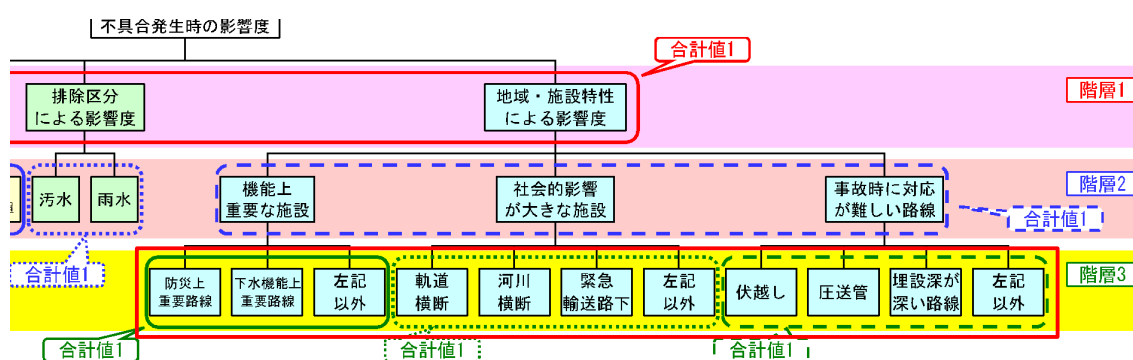 不具合発生時の影響度
合計値1
排除区分
による影響度
地域・施設特性
による影響度
階層1
汚水
雨水
機能上
重要な施設
社会的影響
が大きな施設
事故時に対応
が難しい路線
階層2
合計値1
合計値1
防災上
重要路線
下水機能上
重要路線
左記
以外
軌道
横断
河川
横断
緊急
輸送路下
左記
以外
伏越し
圧送管
埋設深が
深い路線
左記
以外
階層3
合計値1
合計値1
合計値1